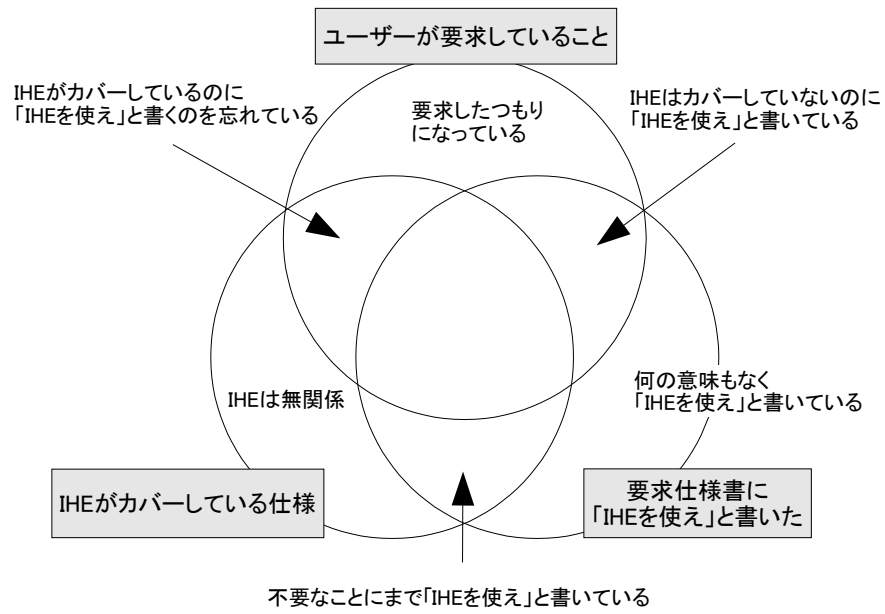 ユーザーが要求していること
IHEがカバーしているのに
「IHEを使え」と書くのを忘れている
要求したつもり
になっている
IHEはカバーしていないのに
「IHEを使え」と書いている
IHEは無関係
何の意味もなく
「IHEを使え」と書いている
IHEがカバーしている仕様
要求仕様書に
「IHEを使え」と書いた
不要なことにまで「IHEを使え」と書いている